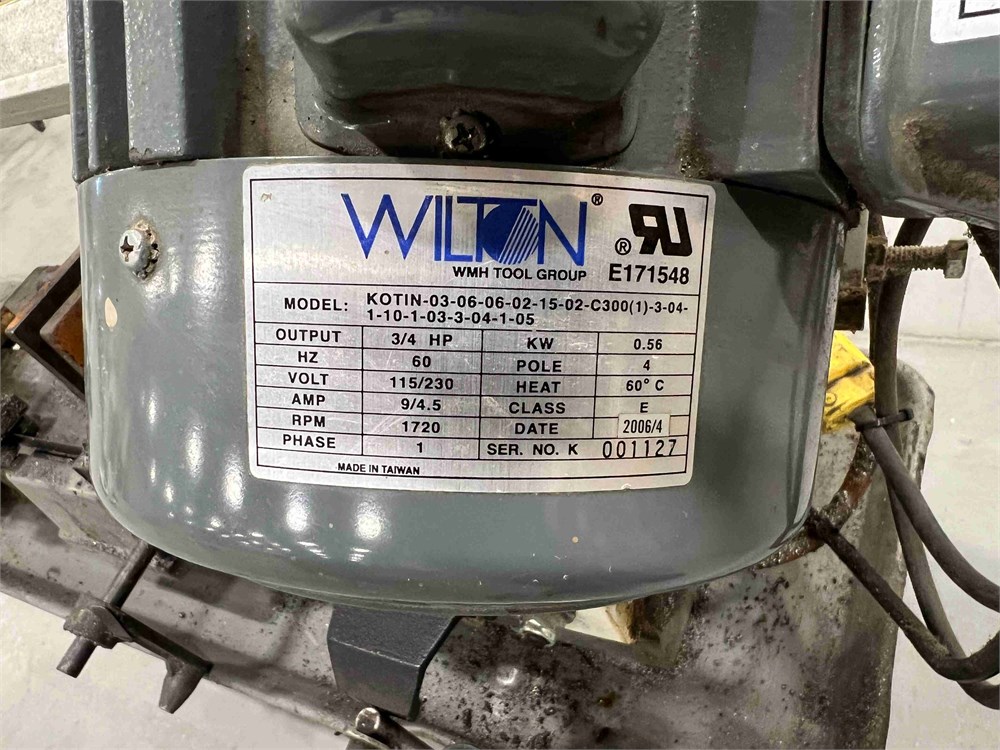 WILTON®
WMH TOOL GROUP
® RU
E171548
MODEL: KOTIN-03-06-06-02-15-02-C300(1)-3-04-
1-10-1-03-3-04-1-05
OUTPUT 3/4 HP KW 0.56
HZ 60 POLE 4
VOLT 115/230 HEAT 60° C
AMP 9/4.5 CLASS E
RPM 1720 DATE 2006/4
PHASE 1 SER. NO. K 001127
MADE IN TAIWAN